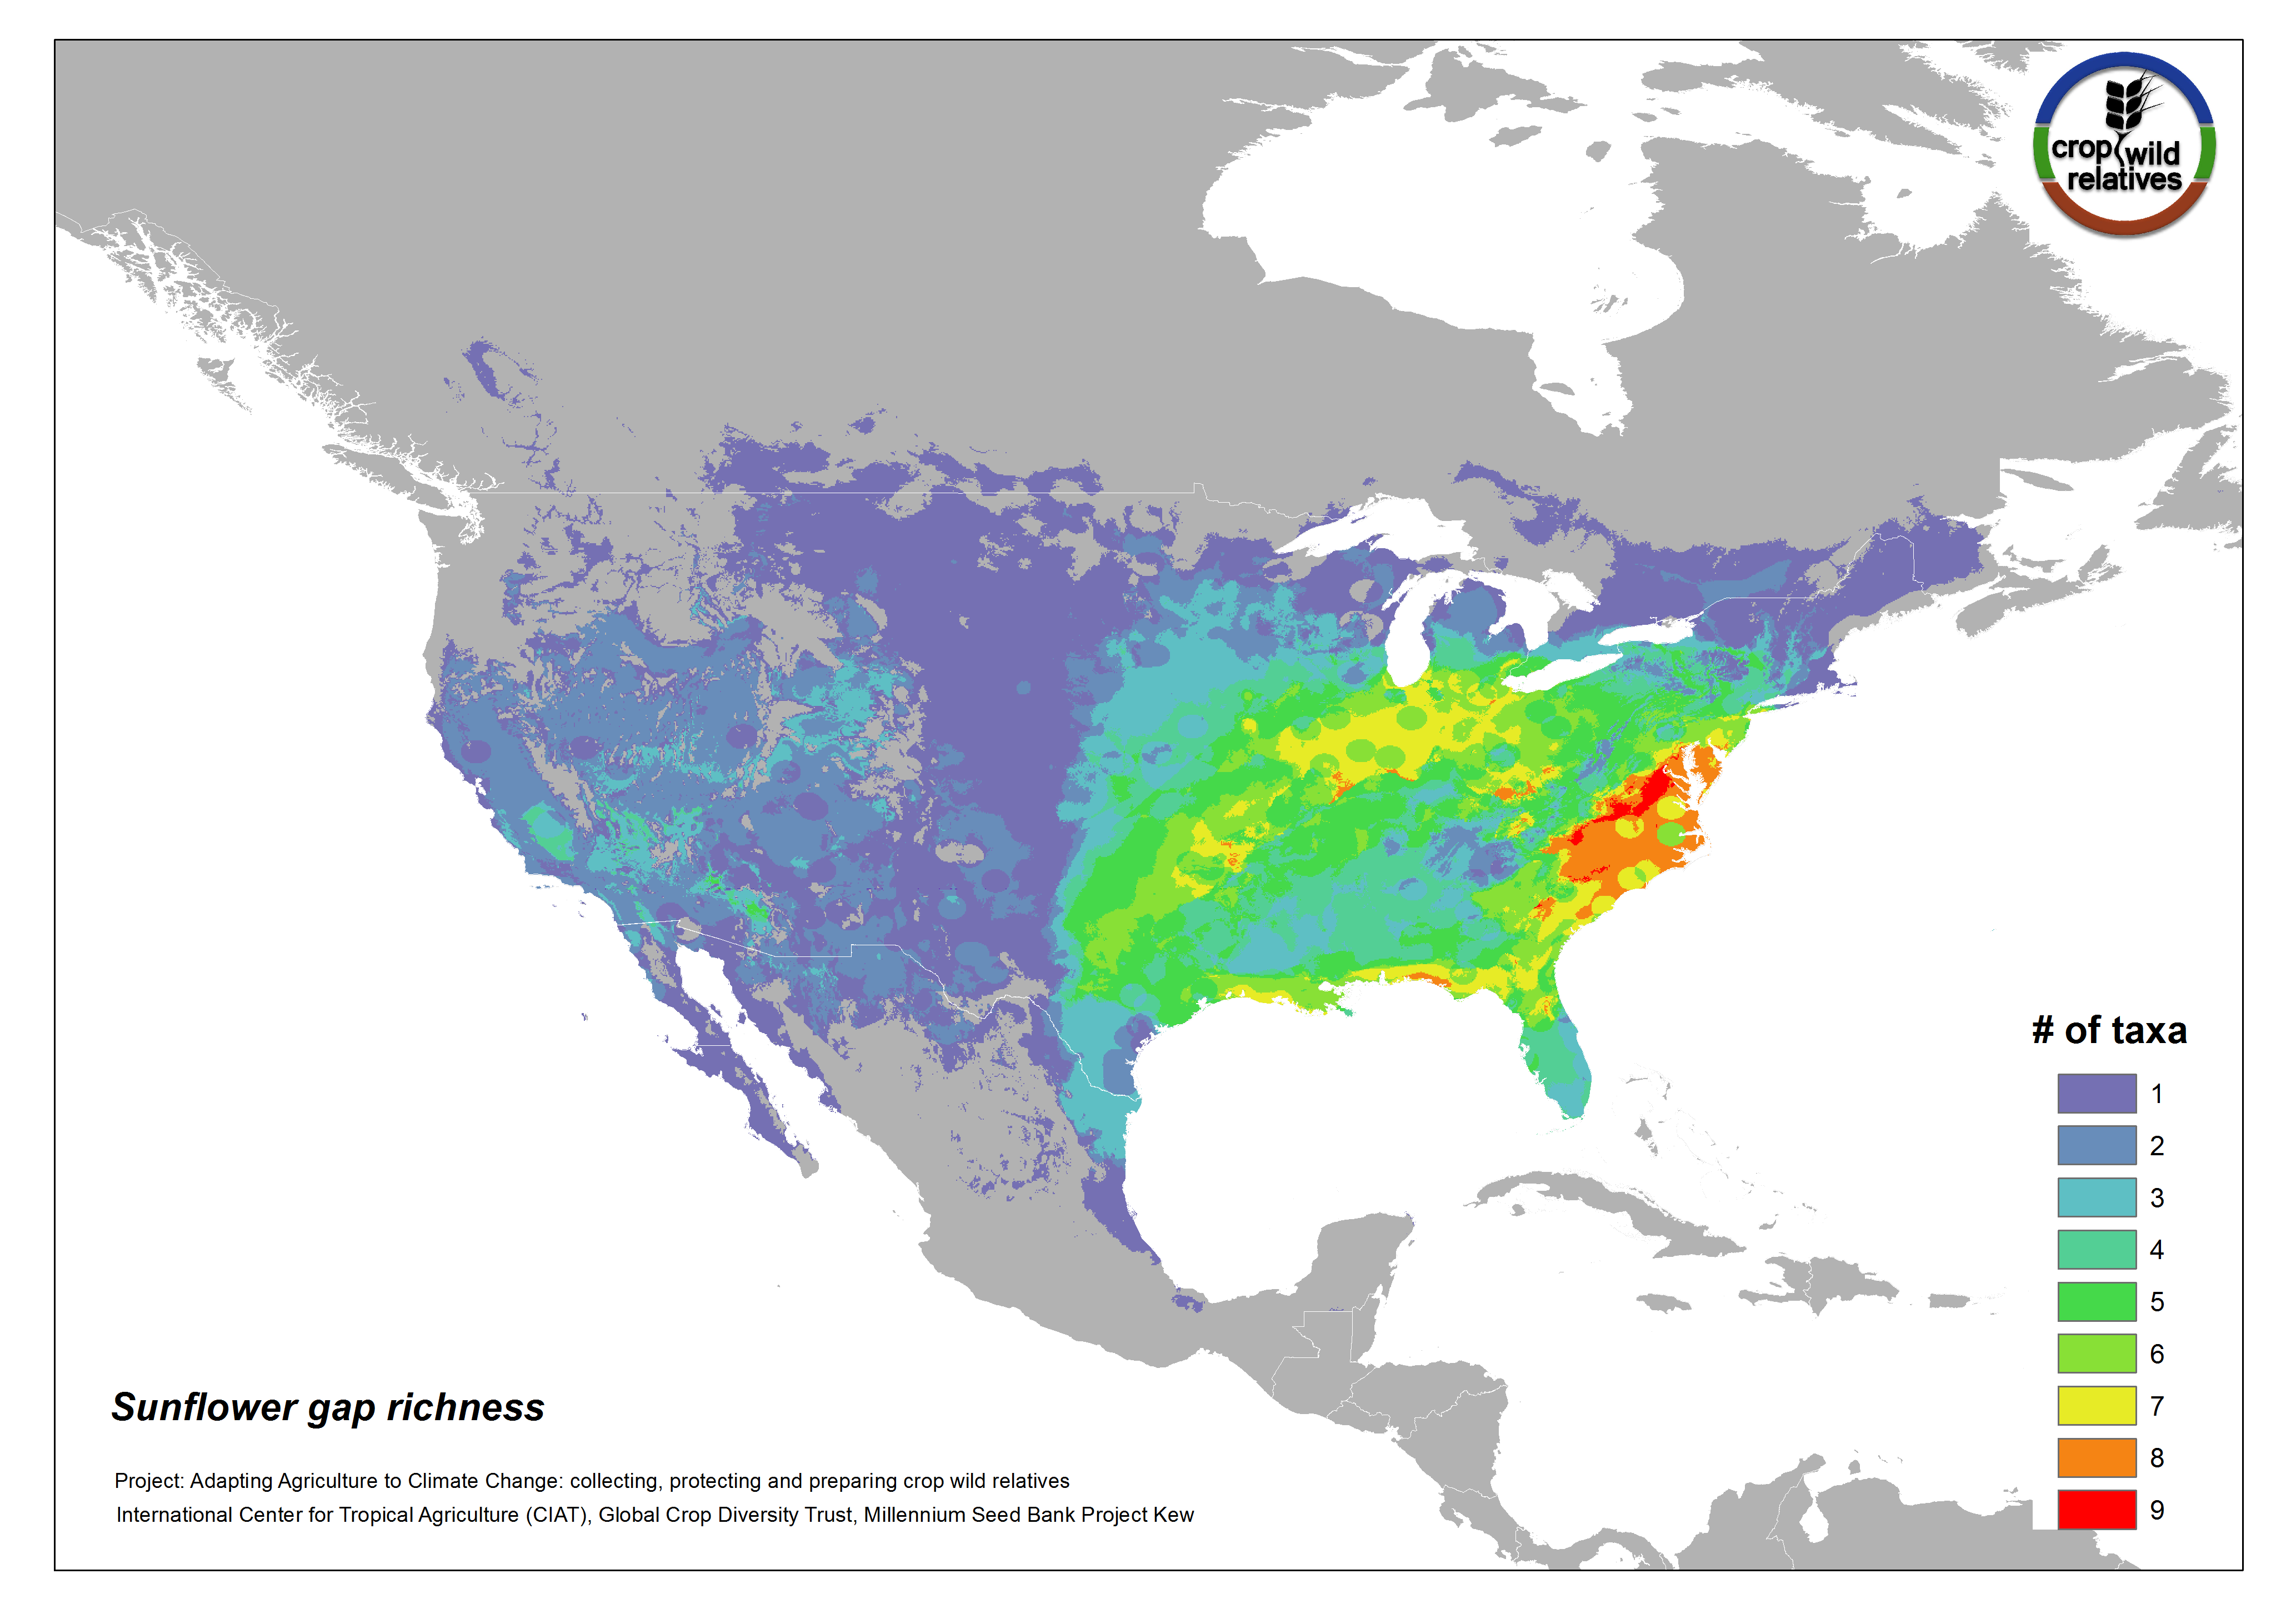 crop wild
relatives
# of taxa
1
2
3
4
5
6
7
8
9
Sunflower gap richness
Project: Adapting Agriculture to Climate Change: collecting, protecting and preparing crop wild relatives
International Center for Tropical Agriculture (CIAT), Global Crop Diversity Trust, Millennium Seed Bank Project Kew